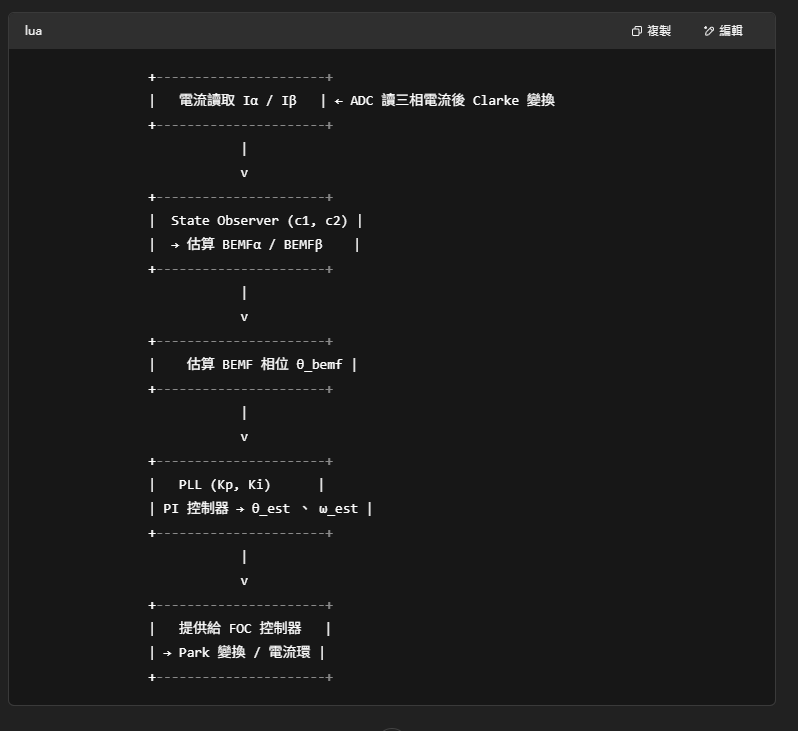 lua
複製
編輯
+----------------------+
|   電流讀取 Iα / Iβ   | ← ADC 讀三相電流後 Clarke 變換
+----------------------+
|
v
+----------------------+
|  State Observer (c1, c2) |
|  → 估算 BEMFα / BEMFβ    |
+----------------------+
|
v
+----------------------+
|    估算 BEMF 相位 θ_bemf |
+----------------------+
|
v
+----------------------+
|   PLL (Kp, Ki)      |
| PI 控制器 → θ_est 、 ω_est |
+----------------------+
|
v
+----------------------+
|   提供給 FOC 控制器   |
| → Park 變換 / 電流環 |
+----------------------+